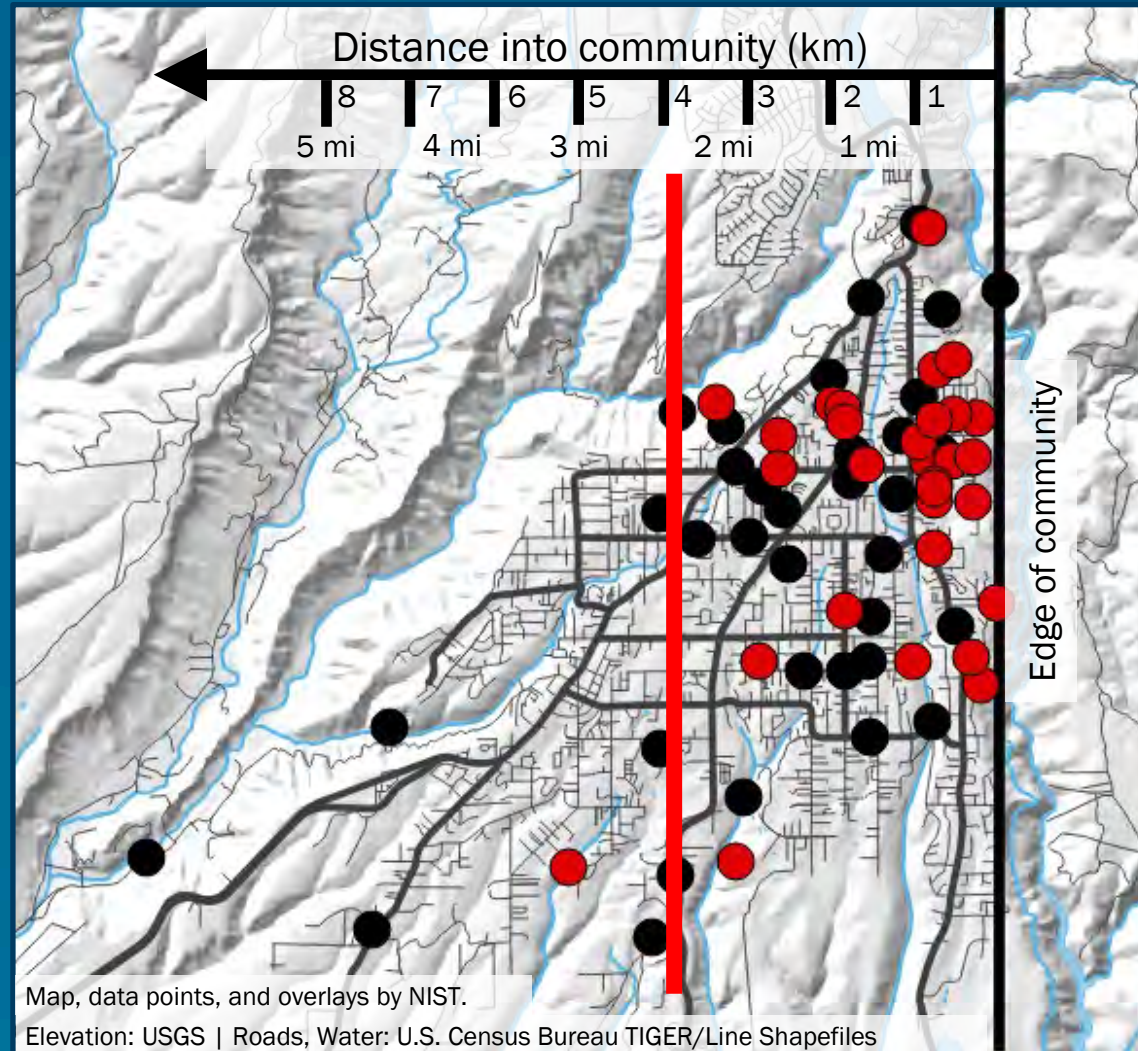 Distance into community (km)
8 7 6 5 4 3 2 1
5 mi 4 mi 3 mi 2 mi 1 mi
Edge of community
Map, data points, and overlays by NIST.
Elevation: USGS | Roads, Water: U.S. Census Bureau TIGER/Line Shapefiles